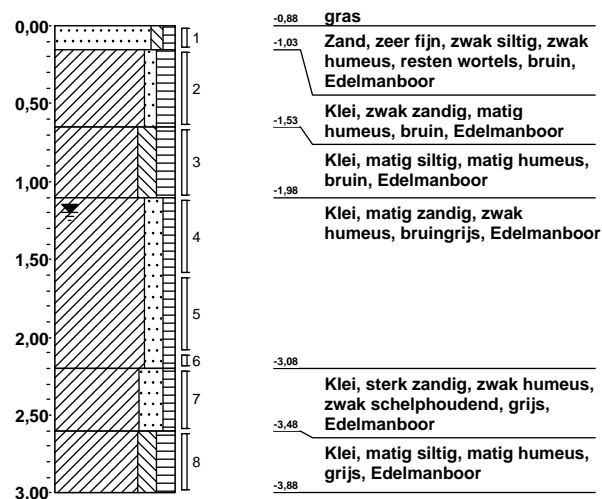 0,00
0,50
1,00
1,50
2,00
2,50
3,00
1
2
3
4
5
6
7
8
-0,88 gras
-1,03 Zand, zeer fijn, zwak siltig, zwak
humeus, resten wortels, bruin,
Edelmanboor
Klei, zwak zandig, matig
-1,53 humeus, bruin, Edelmanboor
Klei, matig siltig, matig humeus,
bruin, Edelmanboor
-1,98
Klei, matig zandig, zwak
humeus, bruingrijs, Edelmanboor
-3,08
Klei, sterk zandig, zwak humeus,
zwak schelphoudend, grijs,
-3,48 Edelmanboor
Klei, matig siltig, matig humeus,
grijs, Edelmanboor
-3,88